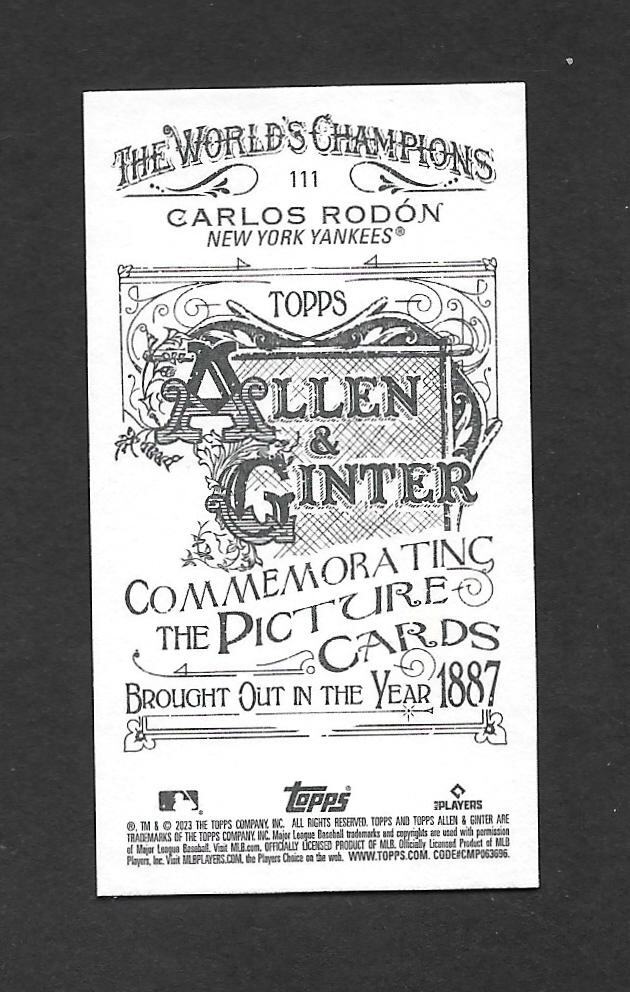 THE WORLD'S CHAMPIONS
111
CARLOS RODÓN
NEW YORK YANKEES®
TOPPS
ALLEN
&
GINTER
COMMEMORATING
THE PICTURE
CARDS
BROUGHT OUT IN THE YEAR 1887
topps®
MLB PLAYERS
®, TM & © 2023 THE TOPPS COMPANY, INC. ALL RIGHTS RESERVED. TOPPS AND TOPPS ALLEN & GINTER ARE
TRADEMARKS OF THE TOPPS COMPANY, INC. Major League Baseball trademarks and copyrights are used with permission
of Major League Baseball. Visit MLB.com. OFFICIALLY LICENSED PRODUCT OF MLB. Officially Licensed Product of MLB
Players, Inc. Visit MLBPLAYERS.COM, the Players Choice on the web. WWW.TOPPS.COM. CODE#CMP063696.